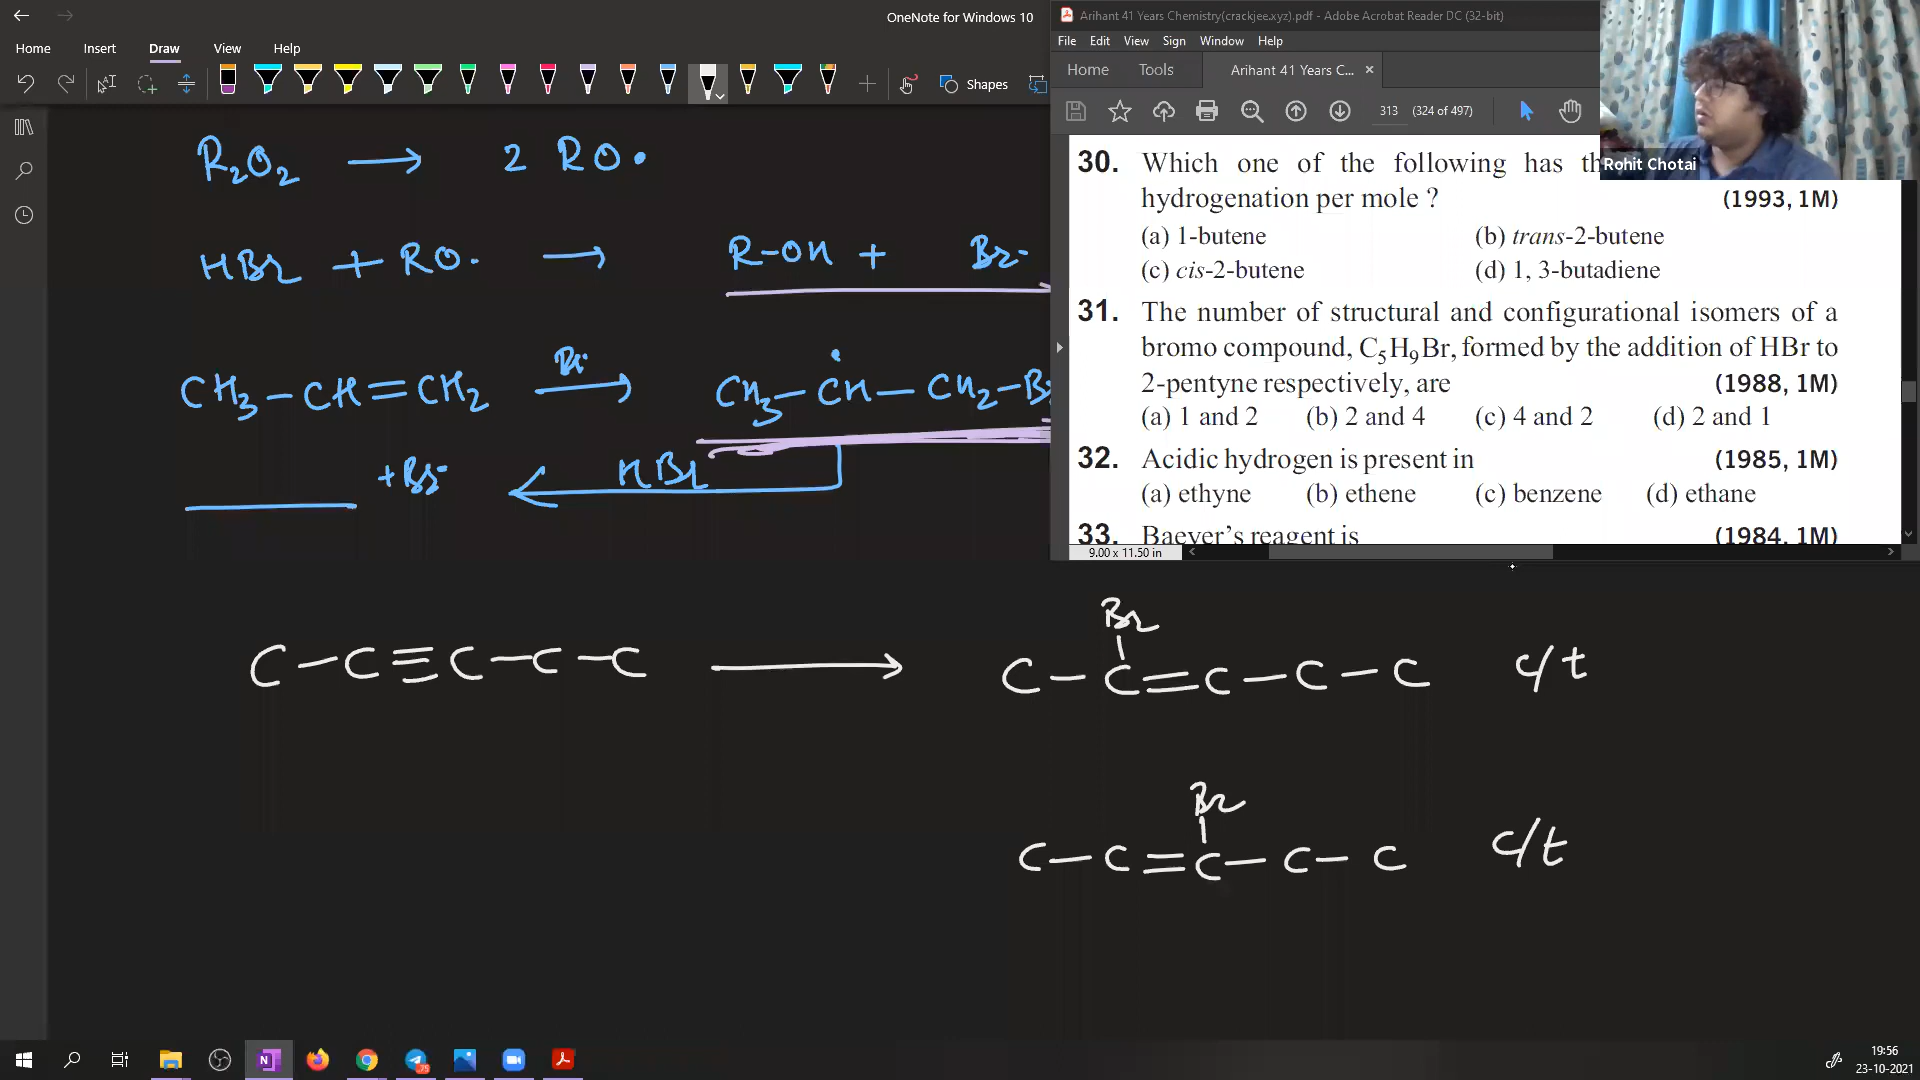 OneNote for Windows 10
Home Insert Draw View Help
Shapes
R2O2 → 2 RO•
HBr + RO• → R-OH + Br•
CH3-CH=CH2 Br• → CH3-ĊH-CH2-Br
+Br• HBr
C-C≡C-C-C →
Br
C-C=C-C-C c/t
Br
C-C=C-C-C c/t
Arihant 41 Years Chemistry(crackjee.xyz).pdf - Adobe Acrobat Reader DC (32-bit)
File Edit View Sign Window Help
Home Tools Arihant 41 Years C... ×
313 (324 of 497)
Rohit Chotai
30. Which one of the following has th
hydrogenation per mole ? (1993, 1M)
(a) 1-butene (b) trans-2-butene
(c) cis-2-butene (d) 1, 3-butadiene
31. The number of structural and configurational isomers of a
bromo compound, C5H9Br, formed by the addition of HBr to
2-pentyne respectively, are (1988, 1M)
(a) 1 and 2 (b) 2 and 4 (c) 4 and 2 (d) 2 and 1
32. Acidic hydrogen is present in (1985, 1M)
(a) ethyne (b) ethene (c) benzene (d) ethane
33. Baeyer's reagent is (1984, 1M)
9.00 x 11.50 in
75
19:56
23-10-2021